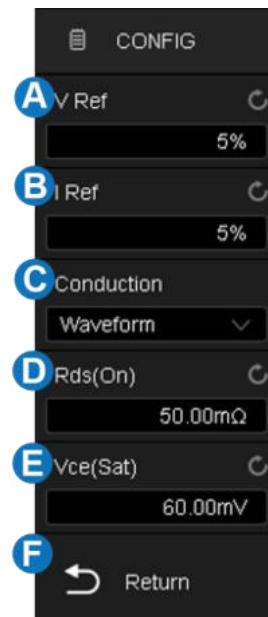 CONFIG
A V Ref
5%
B I Ref
5%
C Conduction
Waveform
D Rds(On)
50.00mΩ
E Vce(Sat)
60.00mV
F
Return